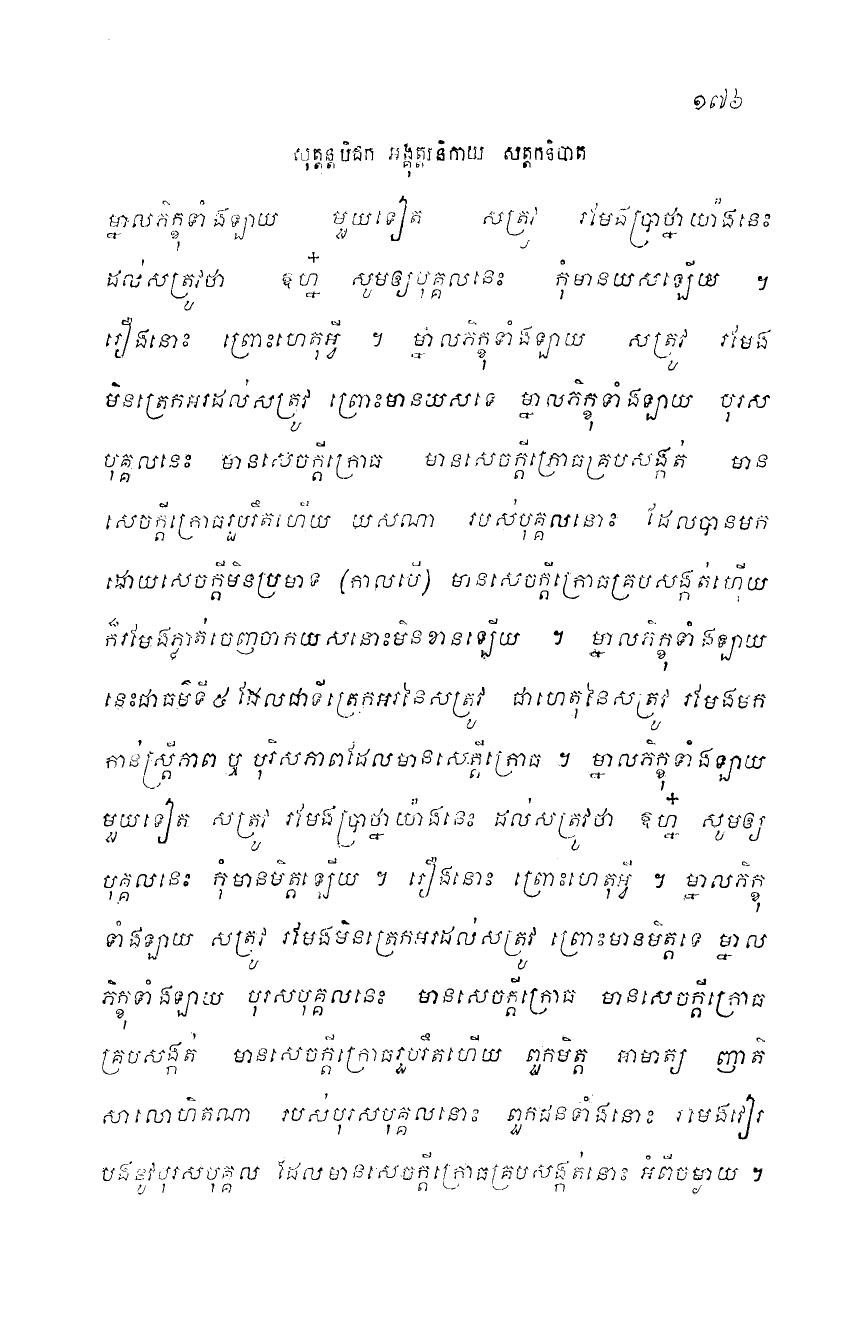 ១៧៦
សុត្តន្តបិដក អង្គុត្តរនិកាយ សត្តកនិបាត
ម្នាលភិក្ខុទាំងឡាយ មួយទៀត សត្រូវ រមែងប្រាថ្នាយ៉ាងនេះ
ដល់សត្រូវថា ឱហ្ន៎ សូមឲ្យបុគ្គលនេះ កុំមានយសឡើយ ។
រឿងនោះ ព្រោះហេតុអ្វី ។ ម្នាលភិក្ខុទាំងឡាយ សត្រូវ រមែង
មិនត្រេកអរដល់សត្រូវ ព្រោះមានយសទេ ម្នាលភិក្ខុទាំងឡាយ បុរស
បុគ្គលនេះ មានសេចក្តីក្រោធ មានសេចក្តីក្រោធគ្របសង្កត់ មាន
សេចក្តីក្រោធរួបរឹតហើយ យសណា របស់បុគ្គលនោះ ដែលបានមក
ដោយសេចក្តីមិនប្រមាទ (កាលបើ) មានសេចក្តីក្រោធគ្របសង្កត់ហើយ
ក៏រមែងភ្លាត់ចេញចាកយសនោះមិនខានឡើយ ។ ម្នាលភិក្ខុទាំងឡាយ
នេះជាធម៌ទី៥ ដែលជាទីត្រេកអរនៃសត្រូវ ជាហេតុនៃសត្រូវ រមែងមក
កាន់ស្ត្រីភាព ឬ បុរិសភាពដែលមានសេក្តីក្រោធ ។ ម្នាលភិក្ខុទាំងឡាយ
មួយទៀត សត្រូវ រមែងប្រាថ្នាយ៉ាងនេះ ដល់សត្រូវថា ឱហ្ន៎ សូមឲ្យ
បុគ្គលនេះ កុំមានមិត្តឡើយ ។ រឿងនោះ ព្រោះហេតុអ្វី ។ ម្នាលភិក្ខុ
ទាំងឡាយ សត្រូវ រមែងមិនត្រេកអរដល់សត្រូវ ព្រោះមានមិត្តទេ ម្នាល
ភិក្ខុទាំងឡាយ បុរសបុគ្គលនេះ មានសេចក្តីក្រោធ មានសេចក្តីក្រោធ
គ្របសង្កត់ មានសេចក្តីក្រោធរួបរឹតហើយ ពួកមិត្ត អាមាត្យ ញាតិ
សាលោហិតណា របស់បុរសបុគ្គលនោះ ពួកជនទាំងនោះ រមែងវៀរ
បង់នូវបុរសបុគ្គល ដែលមានសេចក្តីក្រោធគ្របសង្កត់នោះ អំពីចម្ងាយ ។